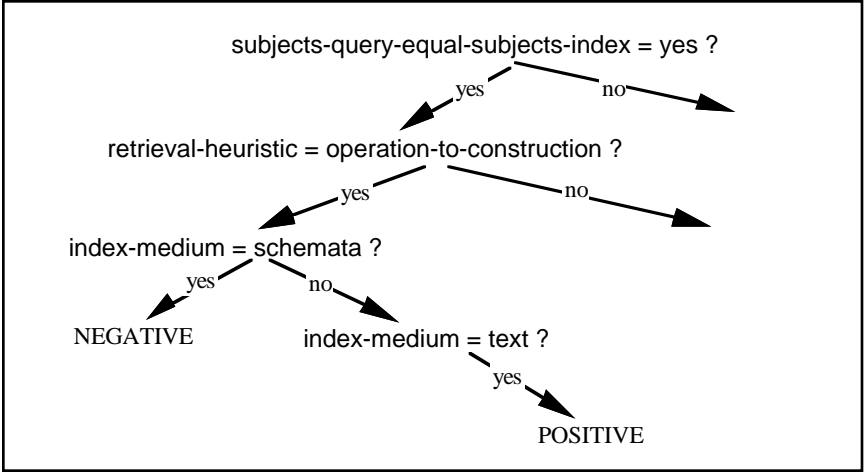 subjects-query-equal-subjects-index = yes ?
yes
no
retrieval-heuristic = operation-to-construction ?
yes
no
index-medium = schemata ?
yes
no
NEGATIVE
index-medium = text ?
yes
POSITIVE